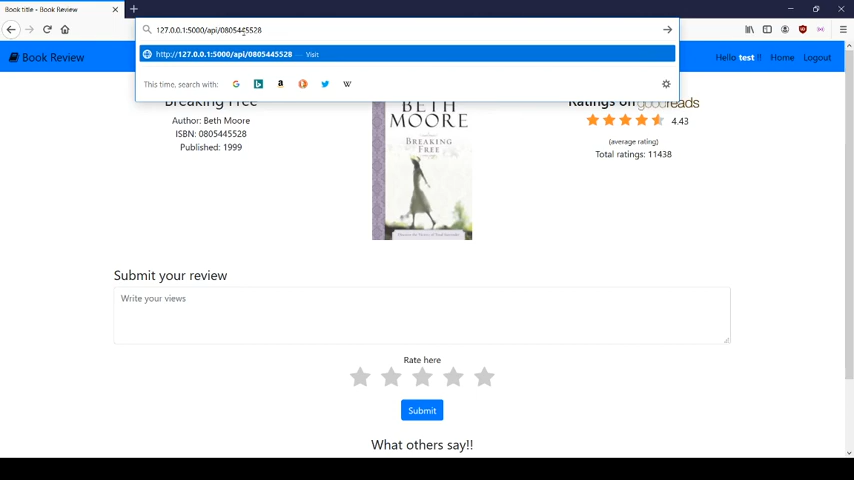 Book title - Book Review
127.0.0.1:5000/api/0805445528
http://127.0.0.1:5000/api/0805445528 — Visit
This time, search with:
Book Review
Hello test !!
Home
Logout
Breaking Free
Author: Beth Moore
ISBN: 0805445528
Published: 1999
BETH
MOORE
BREAKING
FREE
Ratings on goodreads
4.43
(average rating)
Total ratings: 11438
Submit your review
Write your views
Rate here
Submit
What others say!!